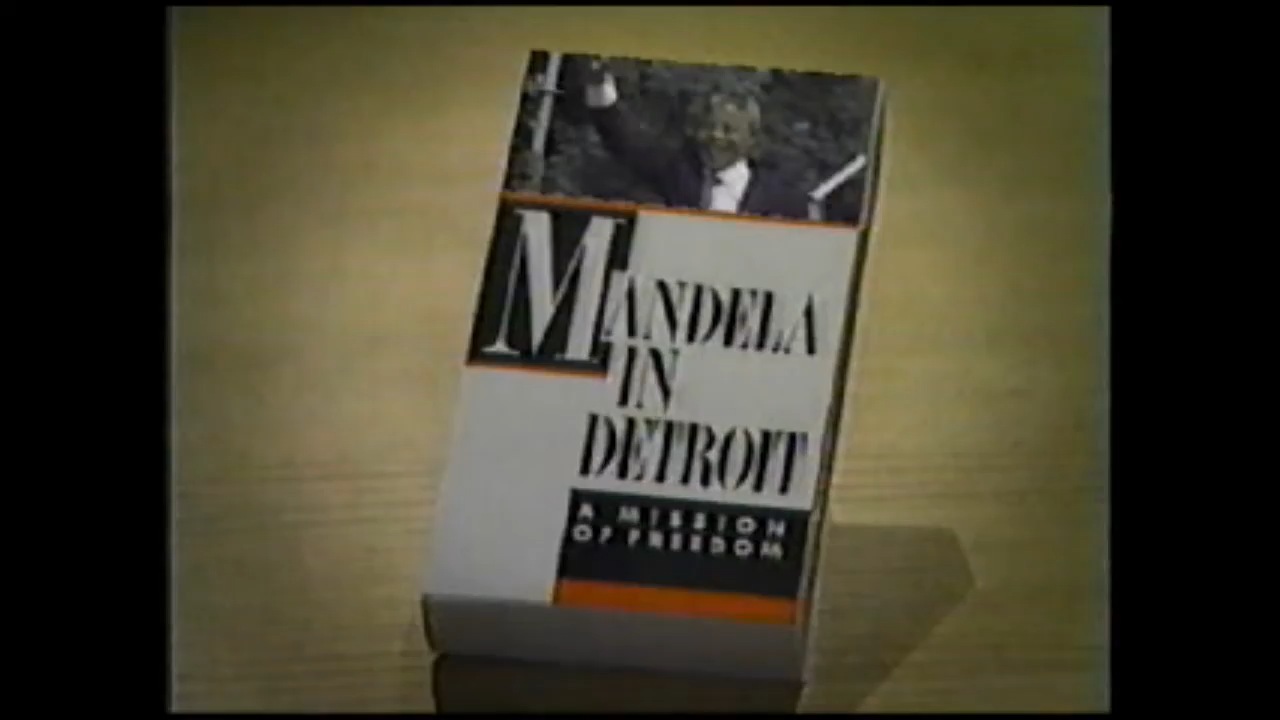 MANDELA
IN
DETROIT
A MISSION
OF FREEDOM